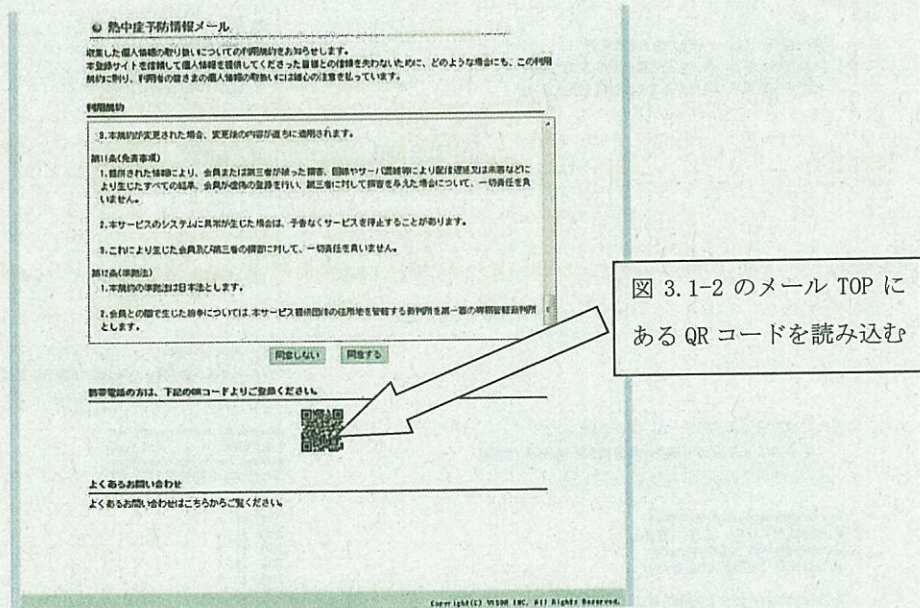 熱中症予防情報メール
収集した個人情報の取り扱いについての利用規約をお知らせします。
本登録サイトを信頼して個人情報を提供してくださった皆様との信頼を失わないために、どのような場合にも、この利用
規約に則り、利用者の皆さまの個人情報の取扱いには細心の注意を払っています。
利用規約
8.本規約が変更された場合、変更後の内容が直ちに適用されます。
第11条(免責事項)
1.提供された情報により、会員または第三者が被った損害、回線やサーバ混雑等により配信遅延又は未着などに
より生じたすべての結果、会員が虚偽の登録を行い、第三者に対して損害を与えた場合について、一切責任を負
いません。
2.本サービスのシステムに異常が生じた場合は、予告なくサービスを停止することがあります。
3.これにより生じた会員及び第三者の損害に対して、一切責任を負いません。
第12条(準拠法)
1.本規約の準拠法は日本法とします。
2.会員との間で生じた紛争については、本サービス提供団体の住所地を管轄する裁判所を第一審の専属管轄裁判所
とします。
同意しない 同意する
図 3.1-2 のメール TOP に
ある QR コードを読み込む
携帯電話の方は、下記のQRコードよりご登録ください。
よくあるお問い合わせ
よくあるお問い合わせはこちらからご覧ください。
Copyright(C) VISOR INC. All Rights Reserved.